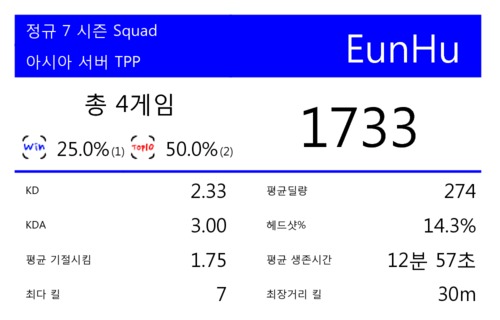 정규 7 시즌 Squad
아시아 서버 TPP
EunHu
총 4게임
1733
Win 25.0%(1) Top10 50.0%(2)
KD 2.33 평균딜량 274
KDA 3.00 헤드샷% 14.3%
평균 기절시킴 1.75 평균 생존시간 12분 57초
최다 킬 7 최장거리 킬 30m